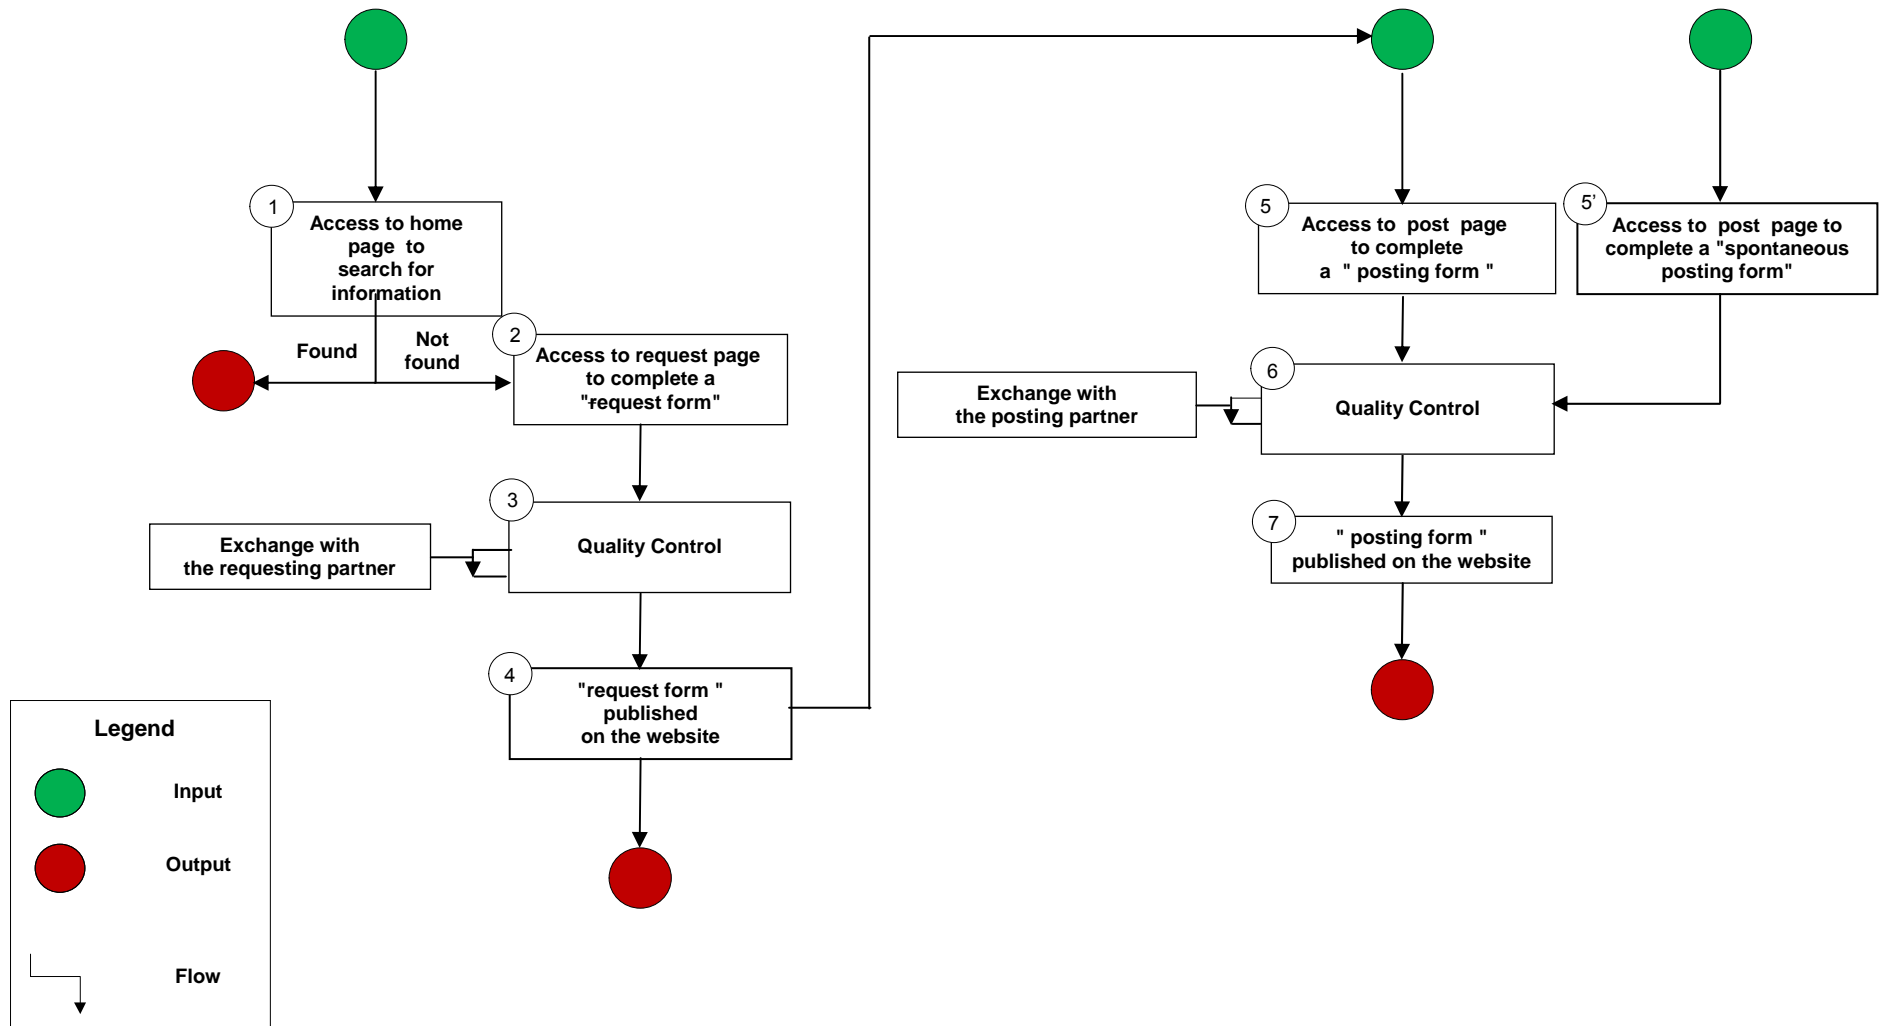 1
Access to home
page to
search for
information
Found
Not
found
2
Access to request page
to complete a
"request form"
3
Quality Control
Exchange with
the requesting partner
4
"request form "
published
on the website
5
Access to post page
to complete
a " posting form "
5'
Access to post page to
complete a "spontaneous
posting form"
6
Quality Control
Exchange with
the posting partner
7
" posting form "
published on the website
Legend
Input
Output
Flow